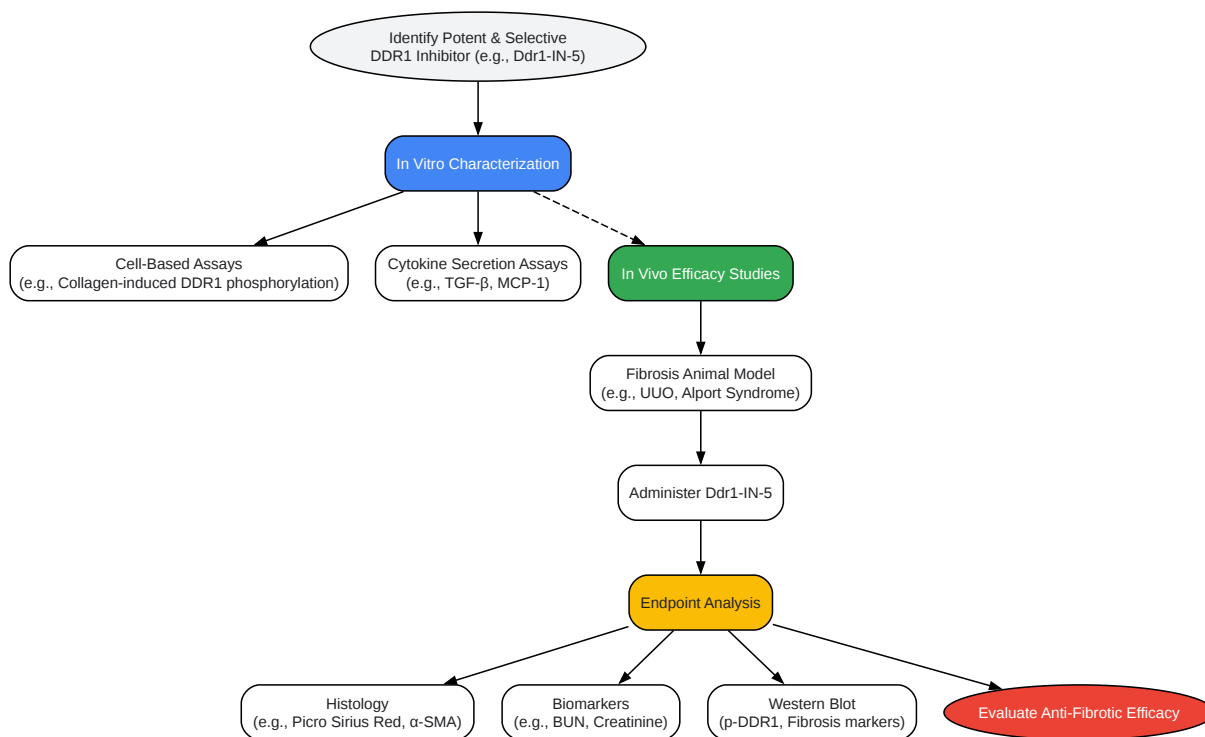 Identify Potent & Selective
DDR1 Inhibitor (e.g., Ddr1-IN-5)
In Vitro Characterization
Cell-Based Assays
(e.g., Collagen-induced DDR1 phosphorylation)
Cytokine Secretion Assays
(e.g., TGF-β, MCP-1)
In Vivo Efficacy Studies
Fibrosis Animal Model
(e.g., UUO, Alport Syndrome)
Administer Ddr1-IN-5
Endpoint Analysis
Histology
(e.g., Picro Sirius Red, α-SMA)
Biomarkers
(e.g., BUN, Creatinine)
Western Blot
(p-DDR1, Fibrosis markers)
Evaluate Anti-Fibrotic Efficacy